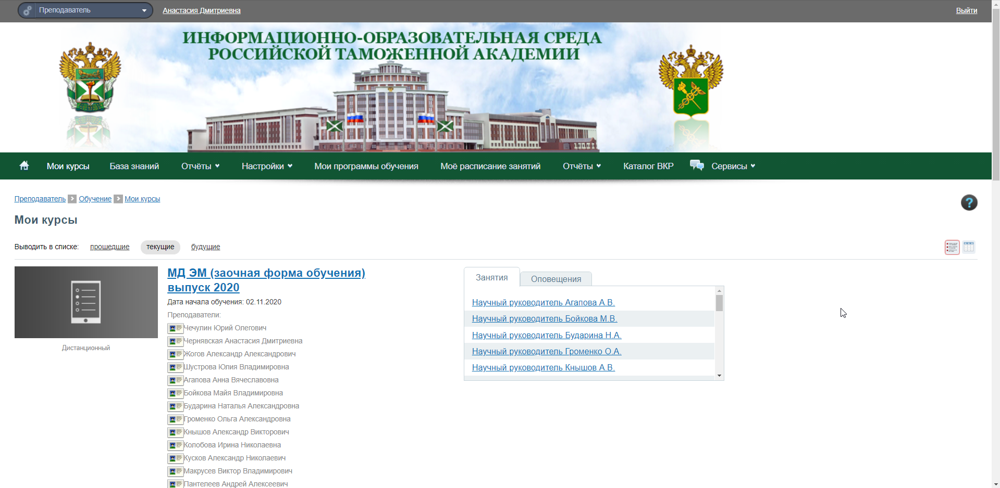 Преподаватель
Анастасия Дмитриевна
Выйти
ИНФОРМАЦИОННО-ОБРАЗОВАТЕЛЬНАЯ СРЕДА
РОССИЙСКОЙ ТАМОЖЕННОЙ АКАДЕМИИ
Мои курсы База знаний Отчёты Настройки Мои программы обучения Моё расписание занятий Отчёты Каталог ВКР Сервисы
Преподаватель Обучение Мои курсы
?
Мои курсы
Выводить в списке: прошедшие текущие будущие
МД ЭМ (заочная форма обучения)
выпуск 2020
Дата начала обучения: 02.11.2020
Преподаватели:
Чечулин Юрий Олегович
Чернявская Анастасия Дмитриевна
Жогов Александр Александрович
Шустрова Юлия Владимировна
Агапова Анна Вячеславовна
Бойкова Майя Владимировна
Бударина Наталья Александровна
Громенко Ольга Александровна
Кнышов Александр Викторович
Колобова Ирина Николаевна
Кусков Александр Николаевич
Макрусев Виктор Владимирович
Пантелеев Андрей Алексеевич
Дистанционный
Занятия
Оповещения
Научный руководитель Агапова А.В.
Научный руководитель Бойкова М.В.
Научный руководитель Бударина Н.А.
Научный руководитель Громенко О.А.
Научный руководитель Кнышов А.В.